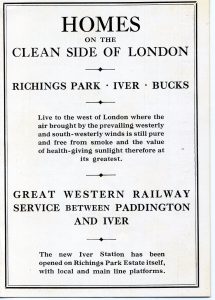 HOMES
ON THE
CLEAN SIDE OF LONDON
RICHINGS PARK · IVER · BUCKS
Live to the west of London where the
air brought by the prevailing westerly
and south-westerly winds is still pure
and free from smoke and the value
of health-giving sunlight therefore at
its greatest.
GREAT WESTERN RAILWAY
SERVICE BETWEEN PADDINGTON
AND IVER
The new Iver Station has been
opened on Richings Park Estate itself,
with local and main line platforms.